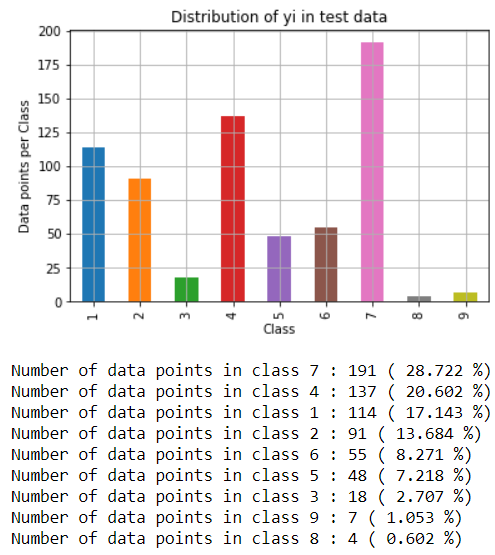 Distribution of yi in test data
200
175
150
125
100
75
50
25
0
Data points per Class
1 2 3 4 5 6 7 8 9
Class
Number of data points in class 7 : 191 ( 28.722 %)
Number of data points in class 4 : 137 ( 20.602 %)
Number of data points in class 1 : 114 ( 17.143 %)
Number of data points in class 2 : 91 ( 13.684 %)
Number of data points in class 6 : 55 ( 8.271 %)
Number of data points in class 5 : 48 ( 7.218 %)
Number of data points in class 3 : 18 ( 2.707 %)
Number of data points in class 9 : 7 ( 1.053 %)
Number of data points in class 8 : 4 ( 0.602 %)